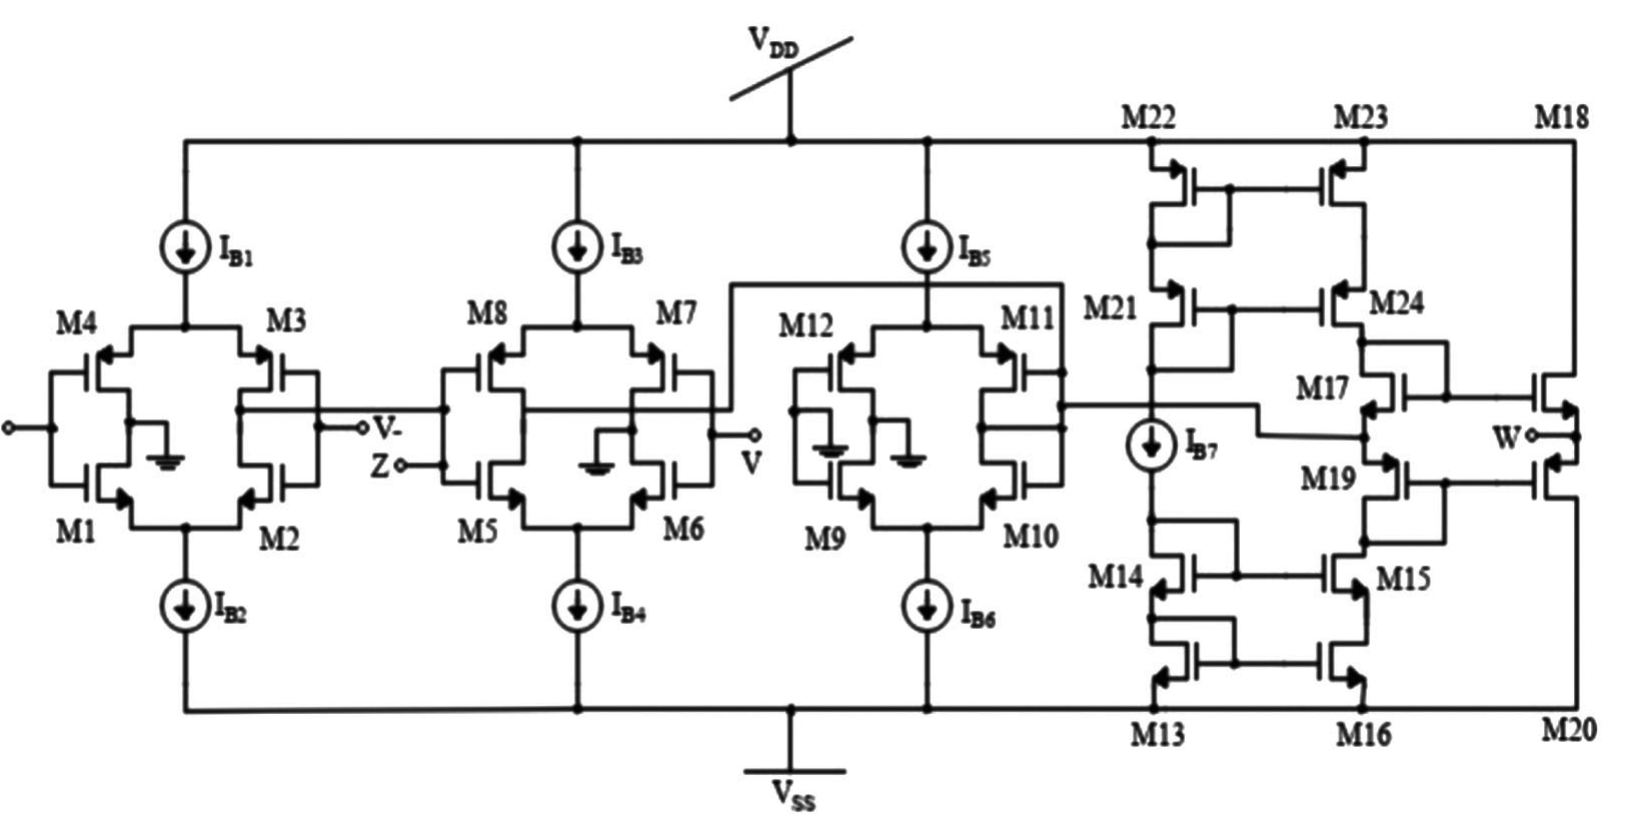 VDD
M22 M23 M18
IB1 IB3 IB5
M4 M3 M8 M7 M12 M11 M21 M24
M17
V- Z V IB7 W
M19
M1 M2 M5 M6 M9 M10
M14 M15
IB2 IB4 IB6
M13 M16 M20
VSS